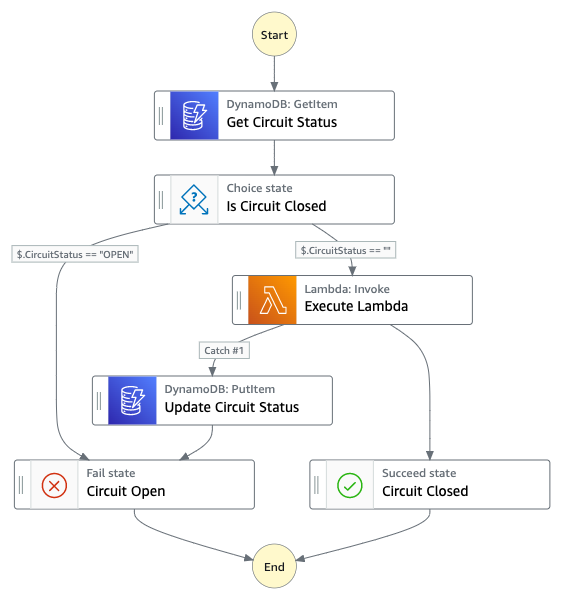 Start
DynamoDB: GetItem
Get Circuit Status
Choice state
Is Circuit Closed
$.CircuitStatus == "OPEN"
$.CircuitStatus == ""
Lambda: Invoke
Execute Lambda
Catch #1
DynamoDB: PutItem
Update Circuit Status
Fail state
Circuit Open
Succeed state
Circuit Closed
End